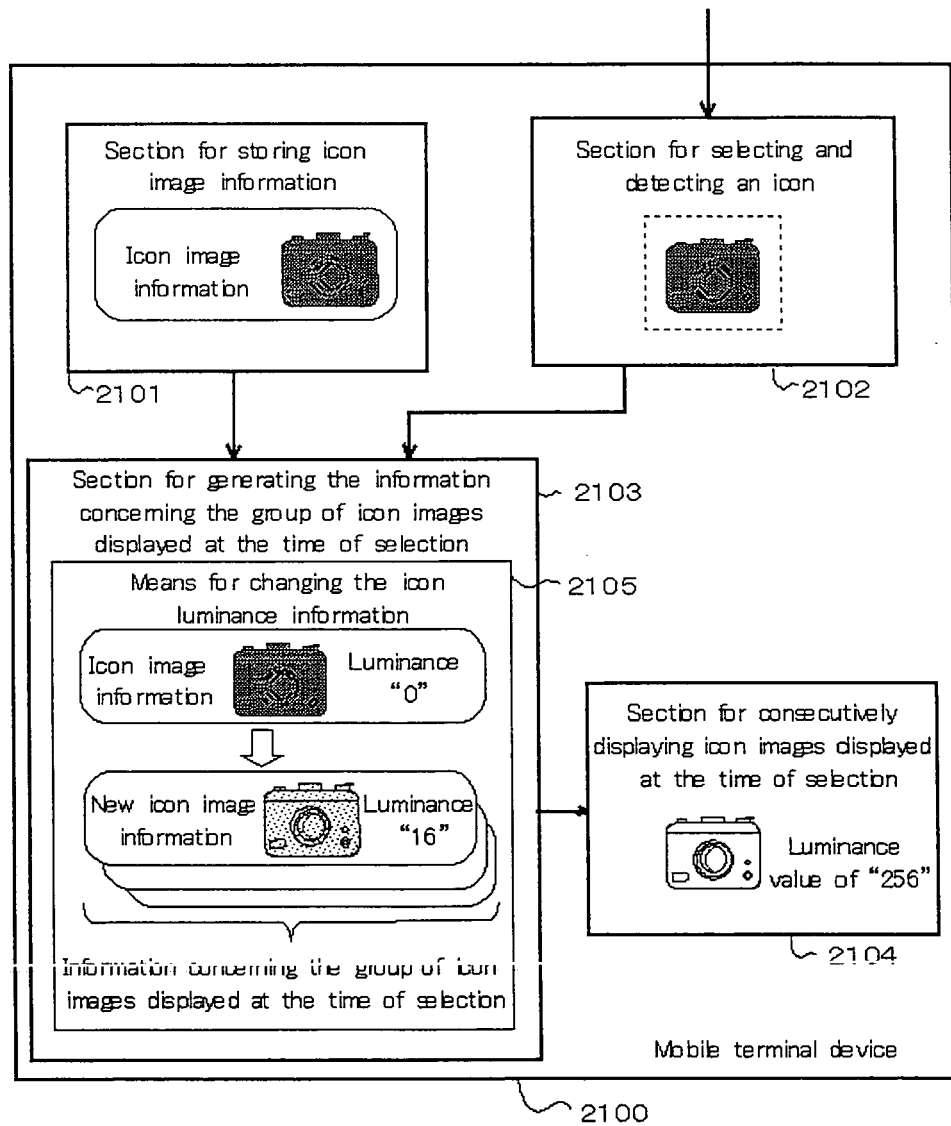 Section for storing icon
image information
Icon image
information
2101
Section for selecting and
detecting an icon
2102
Section for generating the information
concerning the group of icon images
displayed at the time of selection
2103
Means for changing the icon
luminance information
2105
Icon image
information
Luminance
"0"
New icon image
information
Luminance
"16"
Information concerning the group of icon
images displayed at the time of selection
Section for consecutively
displaying icon images displayed
at the time of selection
Luminance
value of "256"
2104
Mobile terminal device
2100